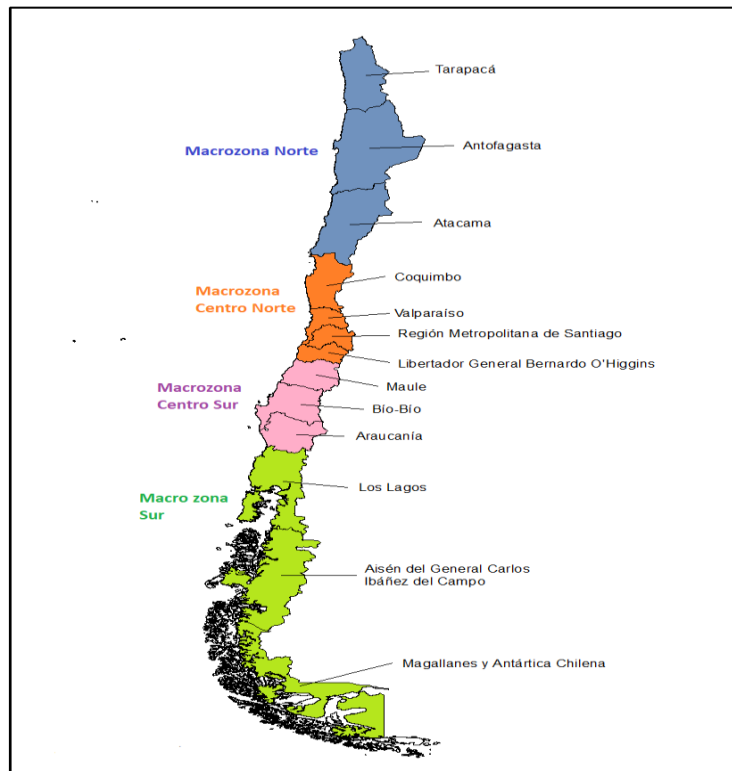 Tarapacá
Macrozona Norte
Antofagasta
Atacama
Coquimbo
Macrozona
Centro Norte
Valparaíso
Región Metropolitana de Santiago
Libertador General Bernardo O'Higgins
Macrozona
Centro Sur
Maule
Bío-Bío
Araucanía
Los Lagos
Macro zona
Sur
Aisén del General Carlos
Ibáñez del Campo
Magallanes y Antártica Chilena